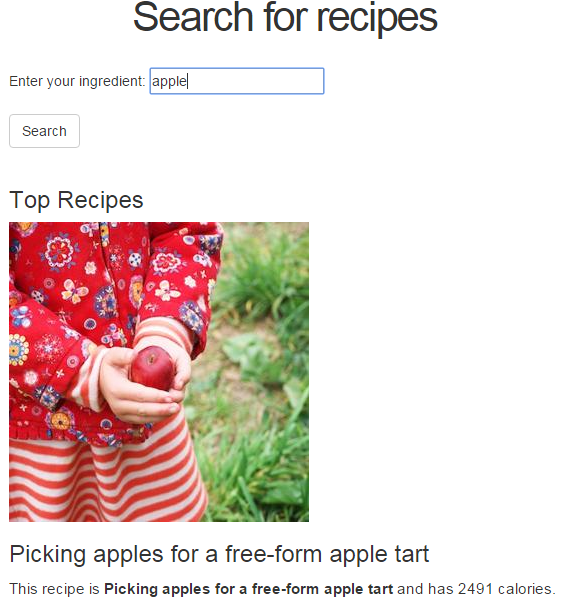 Search for recipes
Enter your ingredient: apple
Search
Top Recipes
Picking apples for a free-form apple tart
This recipe is Picking apples for a free-form apple tart and has 2491 calories.